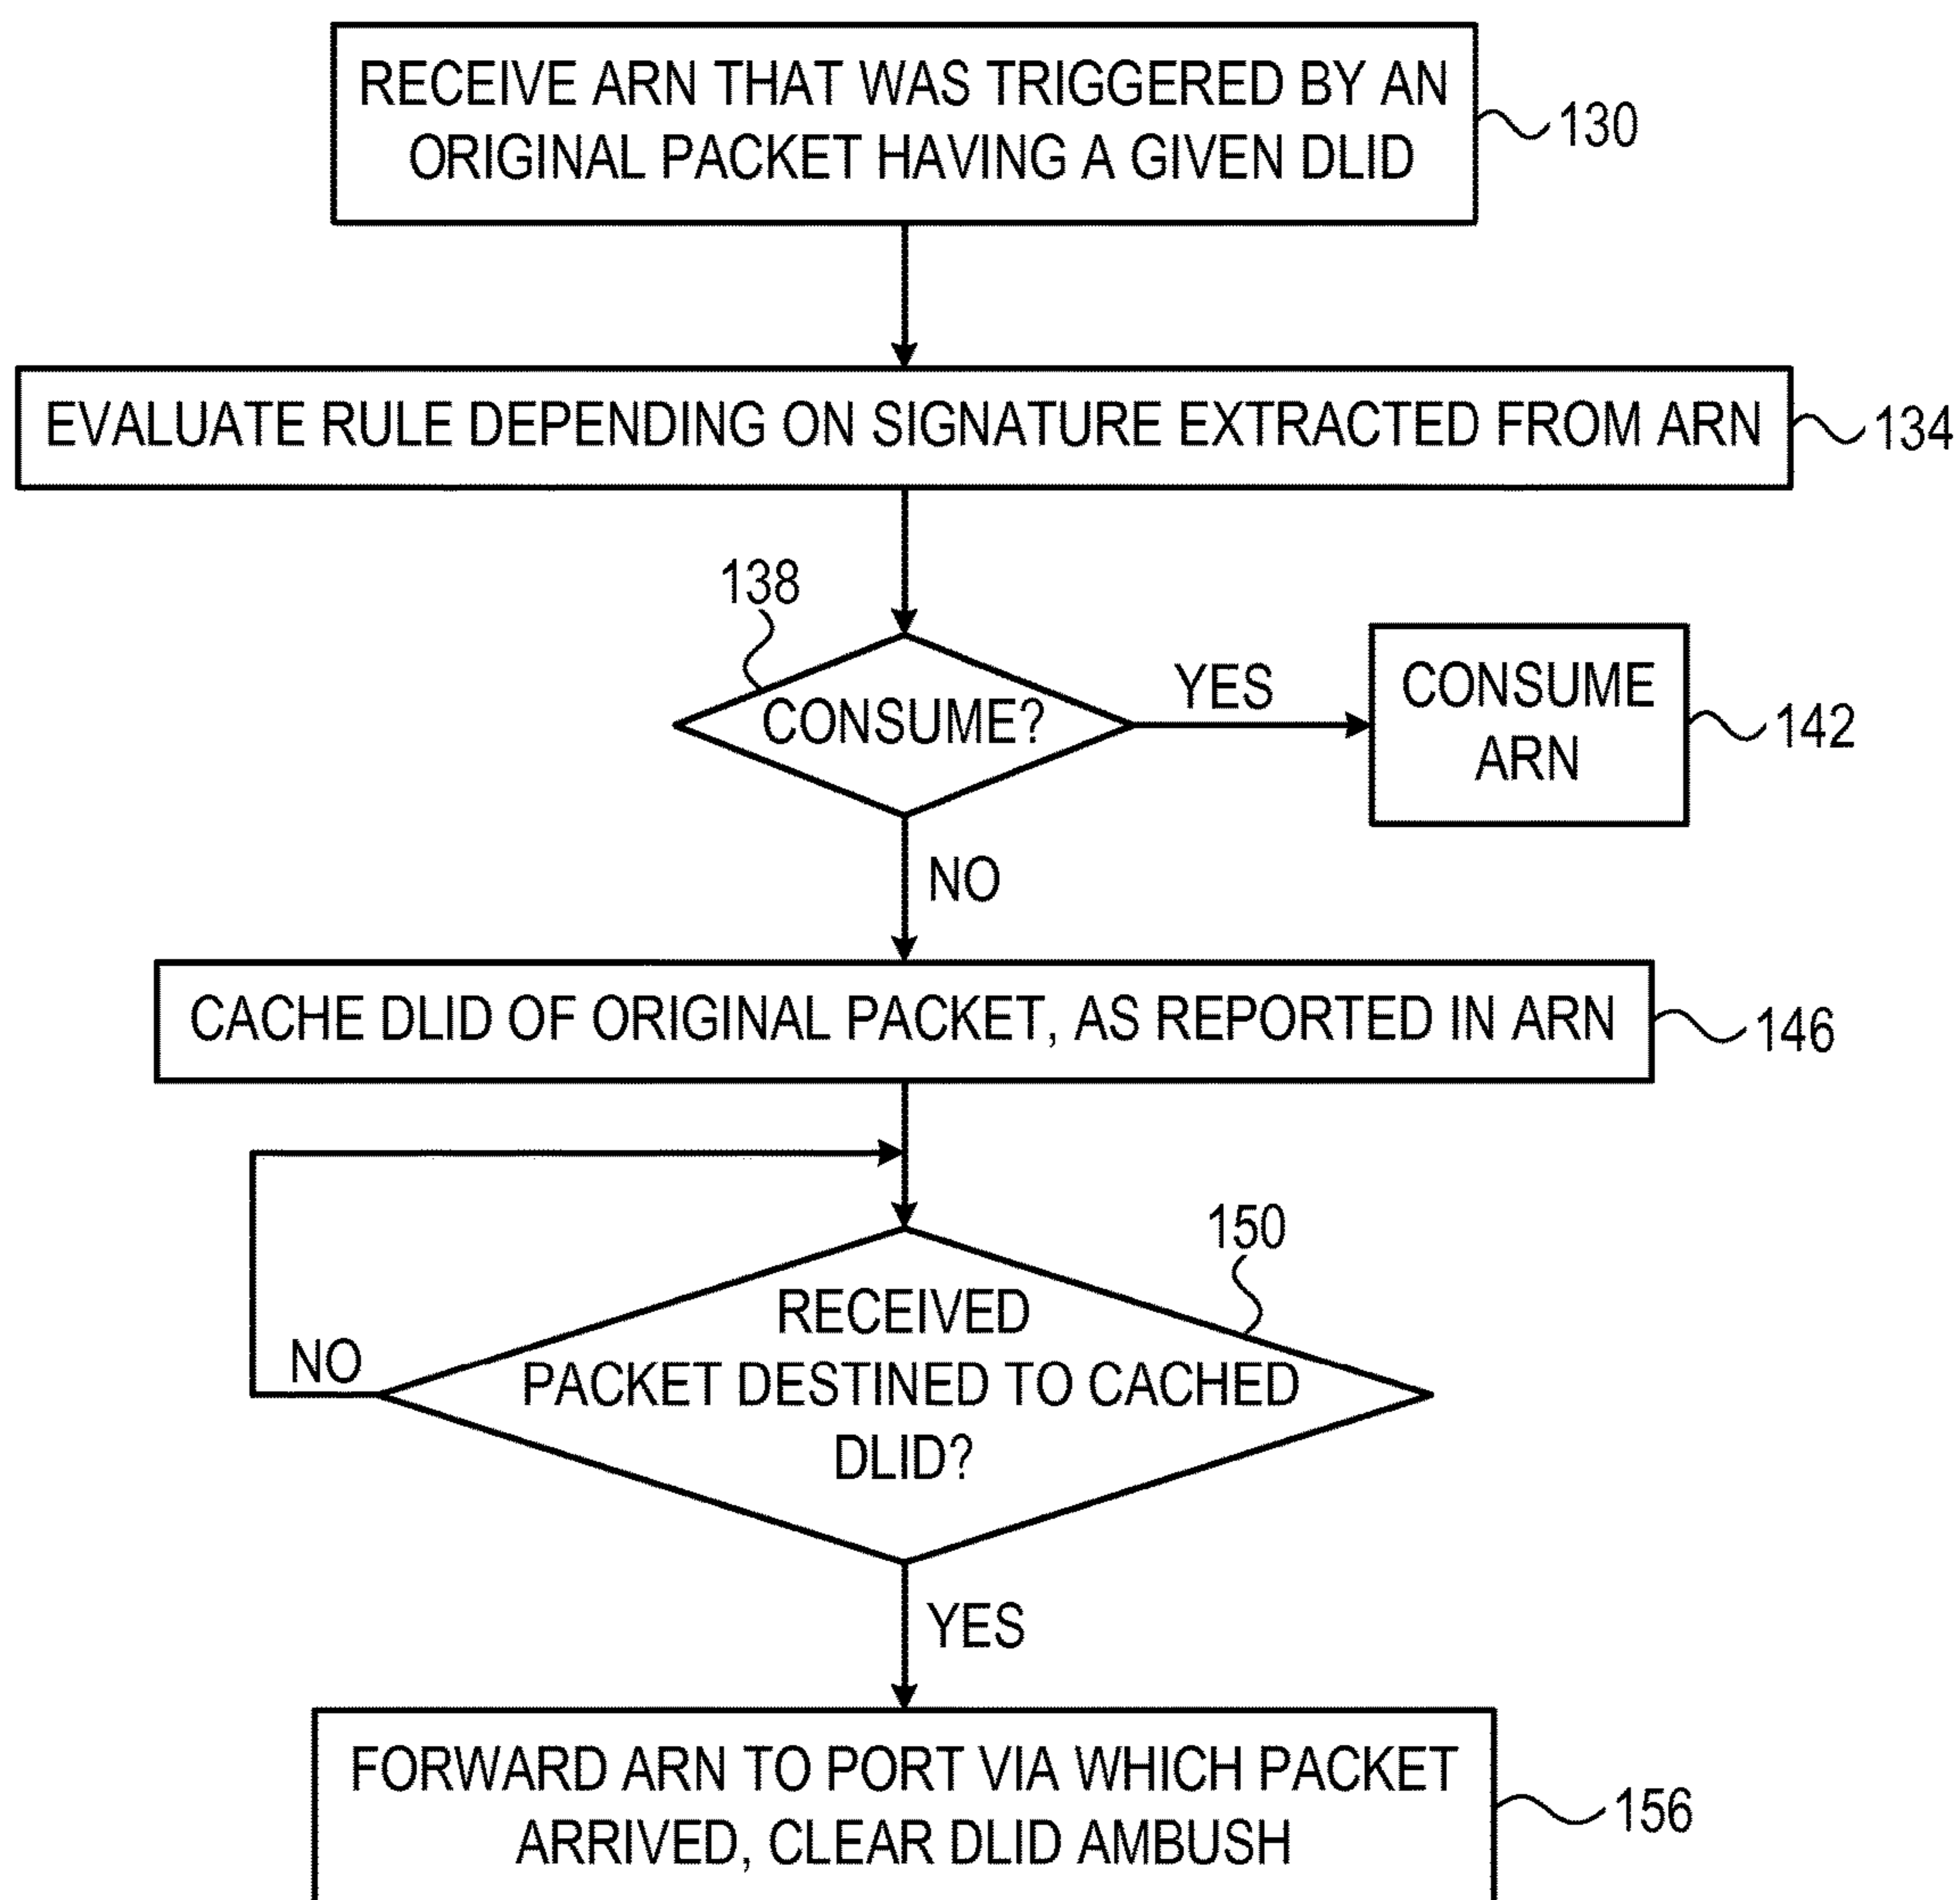 RECEIVE ARN THAT WAS TRIGGERED BY AN
ORIGINAL PACKET HAVING A GIVEN DLID
130
EVALUATE RULE DEPENDING ON SIGNATURE EXTRACTED FROM ARN
134
138
CONSUME?
YES
CONSUME
ARN
142
NO
CACHE DLID OF ORIGINAL PACKET, AS REPORTED IN ARN
146
150
RECEIVED
PACKET DESTINED TO CACHED
DLID?
NO
YES
FORWARD ARN TO PORT VIA WHICH PACKET
ARRIVED, CLEAR DLID AMBUSH
156